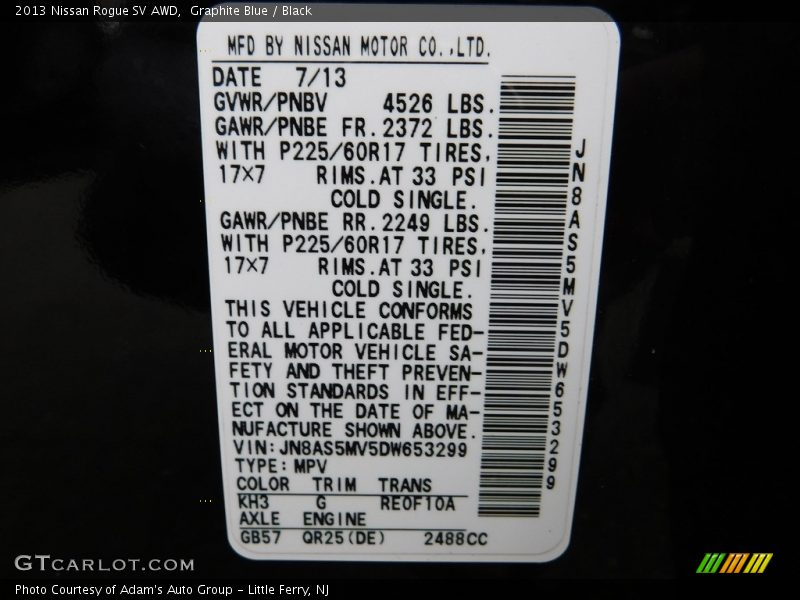 2013 Nissan Rogue SV AWD, Graphite Blue / Black
MFD BY NISSAN MOTOR CO.,LTD.
DATE 7/13
GVWR/PNBV 4526 LBS.
GAWR/PNBE FR.2372 LBS.
WITH P225/60R17 TIRES,
17×7 RIMS.AT 33 PSI
COLD SINGLE.
GAWR/PNBE RR.2249 LBS.
WITH P225/60R17 TIRES,
17×7 RIMS.AT 33 PSI
COLD SINGLE.
THIS VEHICLE CONFORMS
TO ALL APPLICABLE FED-
ERAL MOTOR VEHICLE SA-
FETY AND THEFT PREVEN-
TION STANDARDS IN EFF-
ECT ON THE DATE OF MA-
NUFACTURE SHOWN ABOVE.
VIN:JN8AS5MV5DW653299
TYPE:MPV
COLOR TRIM TRANS
KH3 G RE0F10A
AXLE ENGINE
GB57 QR25(DE) 2488CC
JN8AS5MV5DW653299
GTCARLOT.COM
Photo Courtesy of Adam's Auto Group - Little Ferry, NJ